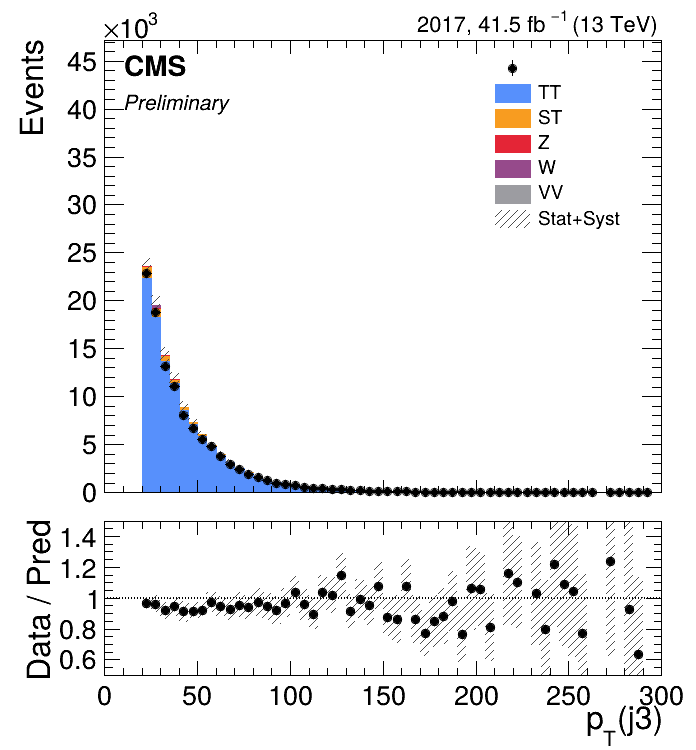 ×10³
2017, 41.5 fb⁻¹ (13 TeV)
Events
CMS
Preliminary
TT
ST
Z
W
VV
Stat+Syst
45
40
35
30
25
20
15
10
5
0
Data / Pred
1.4
1.2
1
0.8
0.6
0 50 100 150 200 250 300
p_T(j3)